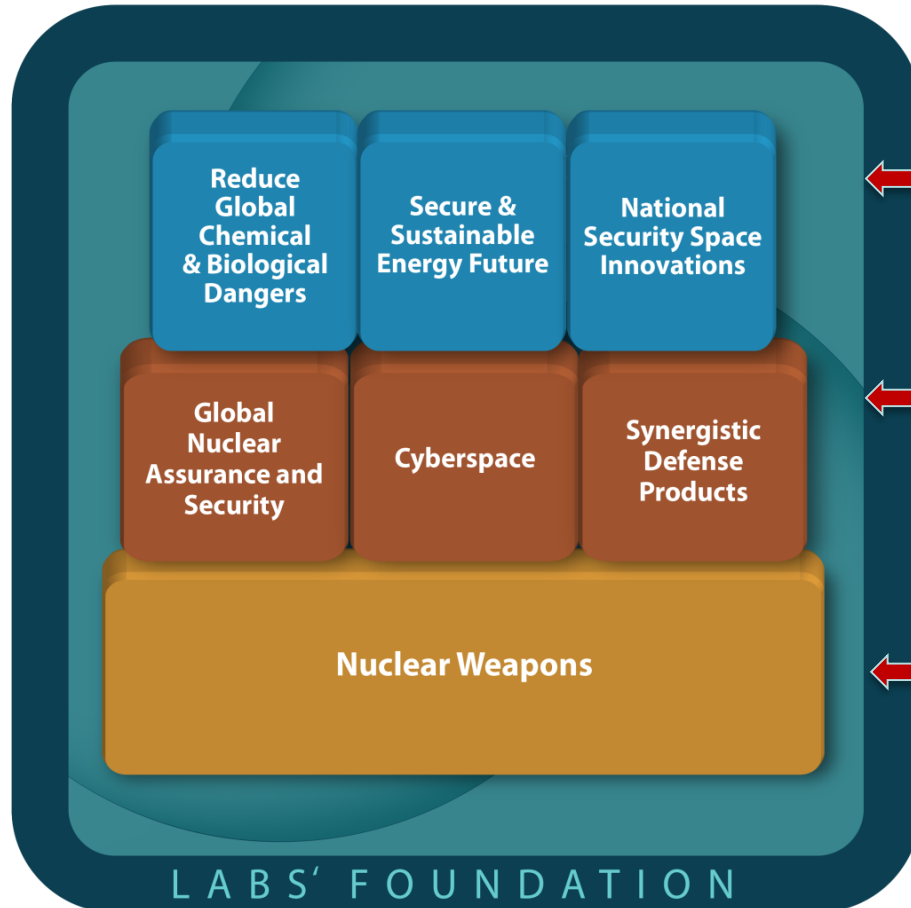 Reduce
Global
Chemical
& Biological
Dangers
Secure &
Sustainable
Energy Future
National
Security Space
Innovations
Global
Nuclear
Assurance and
Security
Cyberspace
Synergistic
Defense
Products
Nuclear Weapons
LABS‘ FOUNDATION